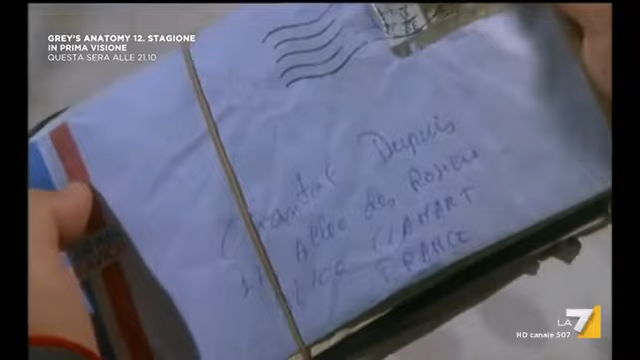 GREY'S ANATOMY 12. STAGIONE
IN PRIMA VISIONE
QUESTA SERA ALLE 21.10
Chantal Dupuis
Allée des Rosiers
CLAMART
FRANCE
LA7
HD canale 507